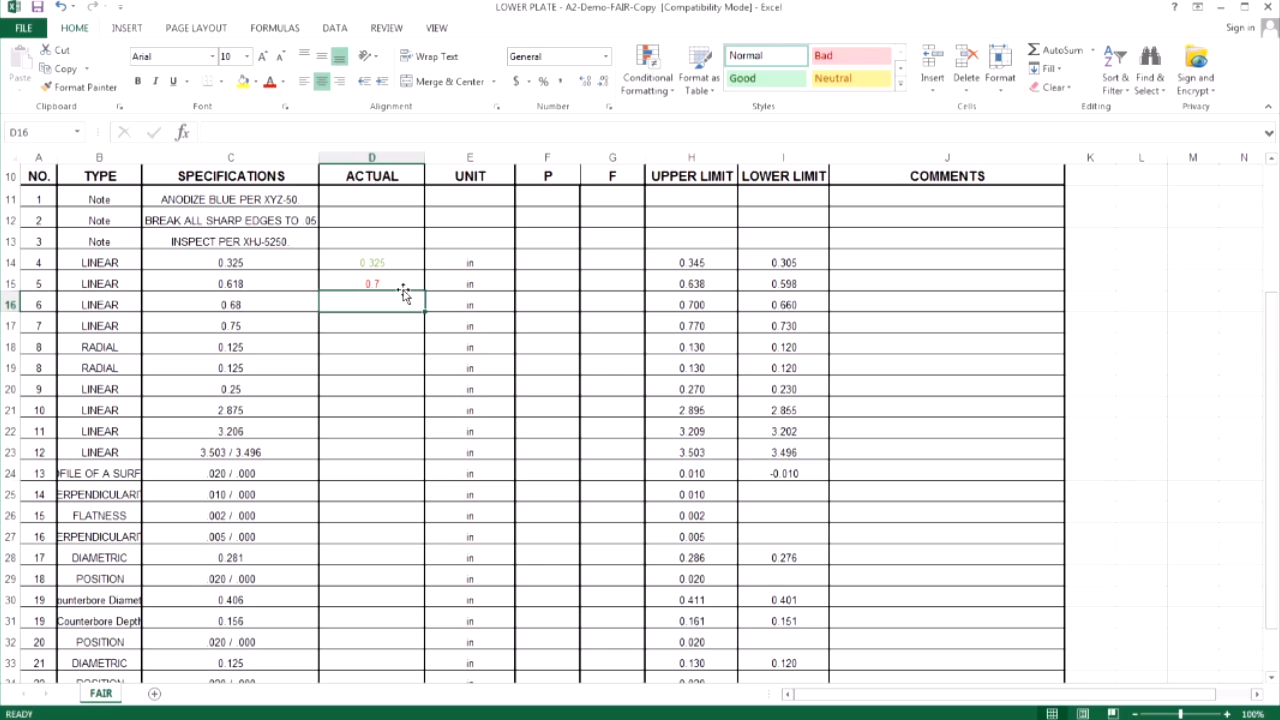 LOWER PLATE - A2-Demo-FAIR-Copy [Compatibility Mode] - Excel
FILE HOME INSERT PAGE LAYOUT FORMULAS DATA REVIEW VIEW Sign in
Paste Cut Copy Format Painter Clipboard
Arial 10 Font
Wrap Text Merge & Center Alignment
General Number
Conditional Formatting Format as Table Normal Bad Good Neutral Styles
Insert Delete Format Cells
AutoSum Fill Clear Sort & Filter Find & Select Editing
Sign and Encrypt Privacy
D16 fx
A B C D E F G H I J K L M N
10 NO. TYPE SPECIFICATIONS ACTUAL UNIT P F UPPER LIMIT LOWER LIMIT COMMENTS
11 1 Note ANODIZE BLUE PER XYZ-50.
12 2 Note BREAK ALL SHARP EDGES TO .05
13 3 Note INSPECT PER XHJ-5250.
14 4 LINEAR 0.325 0.325 in 0.345 0.305
15 5 LINEAR 0.618 0.7 in 0.638 0.598
16 6 LINEAR 0.68 in 0.700 0.660
17 7 LINEAR 0.75 in 0.770 0.730
18 8 RADIAL 0.125 in 0.130 0.120
19 8 RADIAL 0.125 in 0.130 0.120
20 9 LINEAR 0.25 in 0.270 0.230
21 10 LINEAR 2.875 in 2.895 2.855
22 11 LINEAR 3.206 in 3.209 3.202
23 12 LINEAR 3.503 / 3.496 in 3.503 3.496
24 13 OFILE OF A SURF .020 / .000 in 0.010 -0.010
25 14 ERPENDICULARIT .010 / .000 in 0.010
26 15 FLATNESS .002 / .000 in 0.002
27 16 ERPENDICULARIT .005 / .000 in 0.005
28 17 DIAMETRIC 0.281 in 0.286 0.276
29 18 POSITION .020 / .000 in 0.020
30 19 ounterbore Diamet 0.406 in 0.411 0.401
31 19 Counterbore Depth 0.156 in 0.161 0.151
32 20 POSITION .020 / .000 in 0.020
33 21 DIAMETRIC 0.125 in 0.130 0.120
FAIR
READY 100%